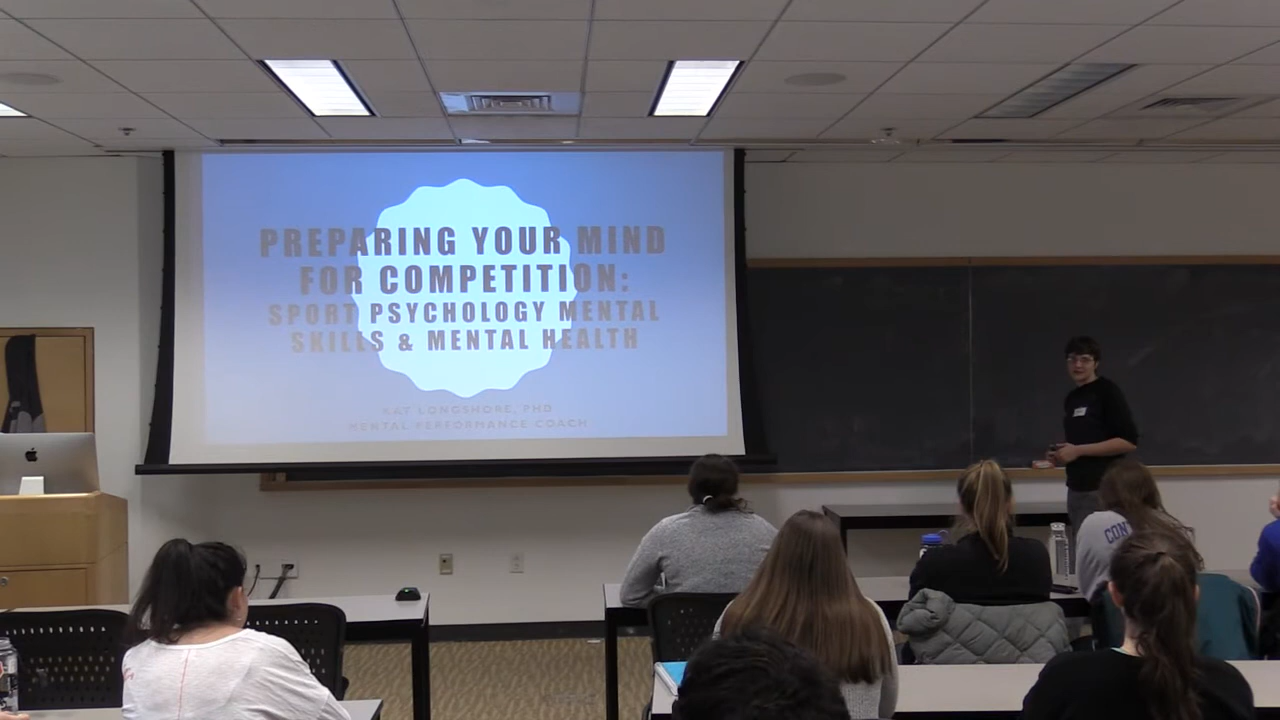 PREPARING YOUR MIND
FOR COMPETITION:
SPORT PSYCHOLOGY MENTAL
SKILLS & MENTAL HEALTH
KAT LONGSHORE, PHD
MENTAL PERFORMANCE COACH